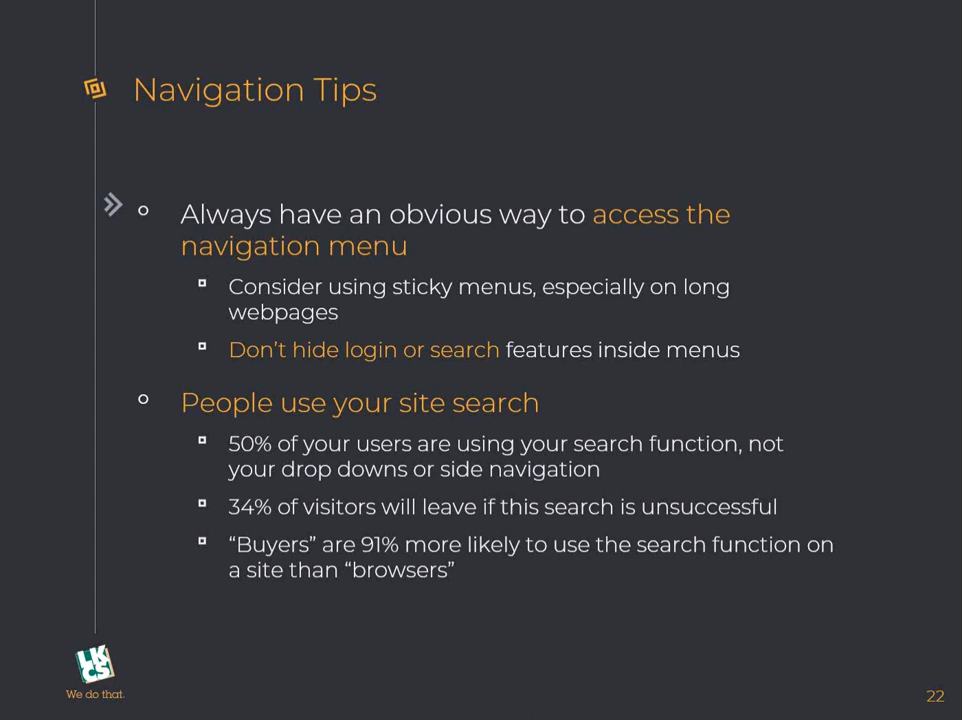 Navigation Tips
Always have an obvious way to access the
navigation menu
Consider using sticky menus, especially on long
webpages
Don’t hide login or search features inside menus
People use your site search
50% of your users are using your search function, not
your drop downs or side navigation
34% of visitors will leave if this search is unsuccessful
“Buyers” are 91% more likely to use the search function on
a site than “browsers”
LK
CS
We do that.
22